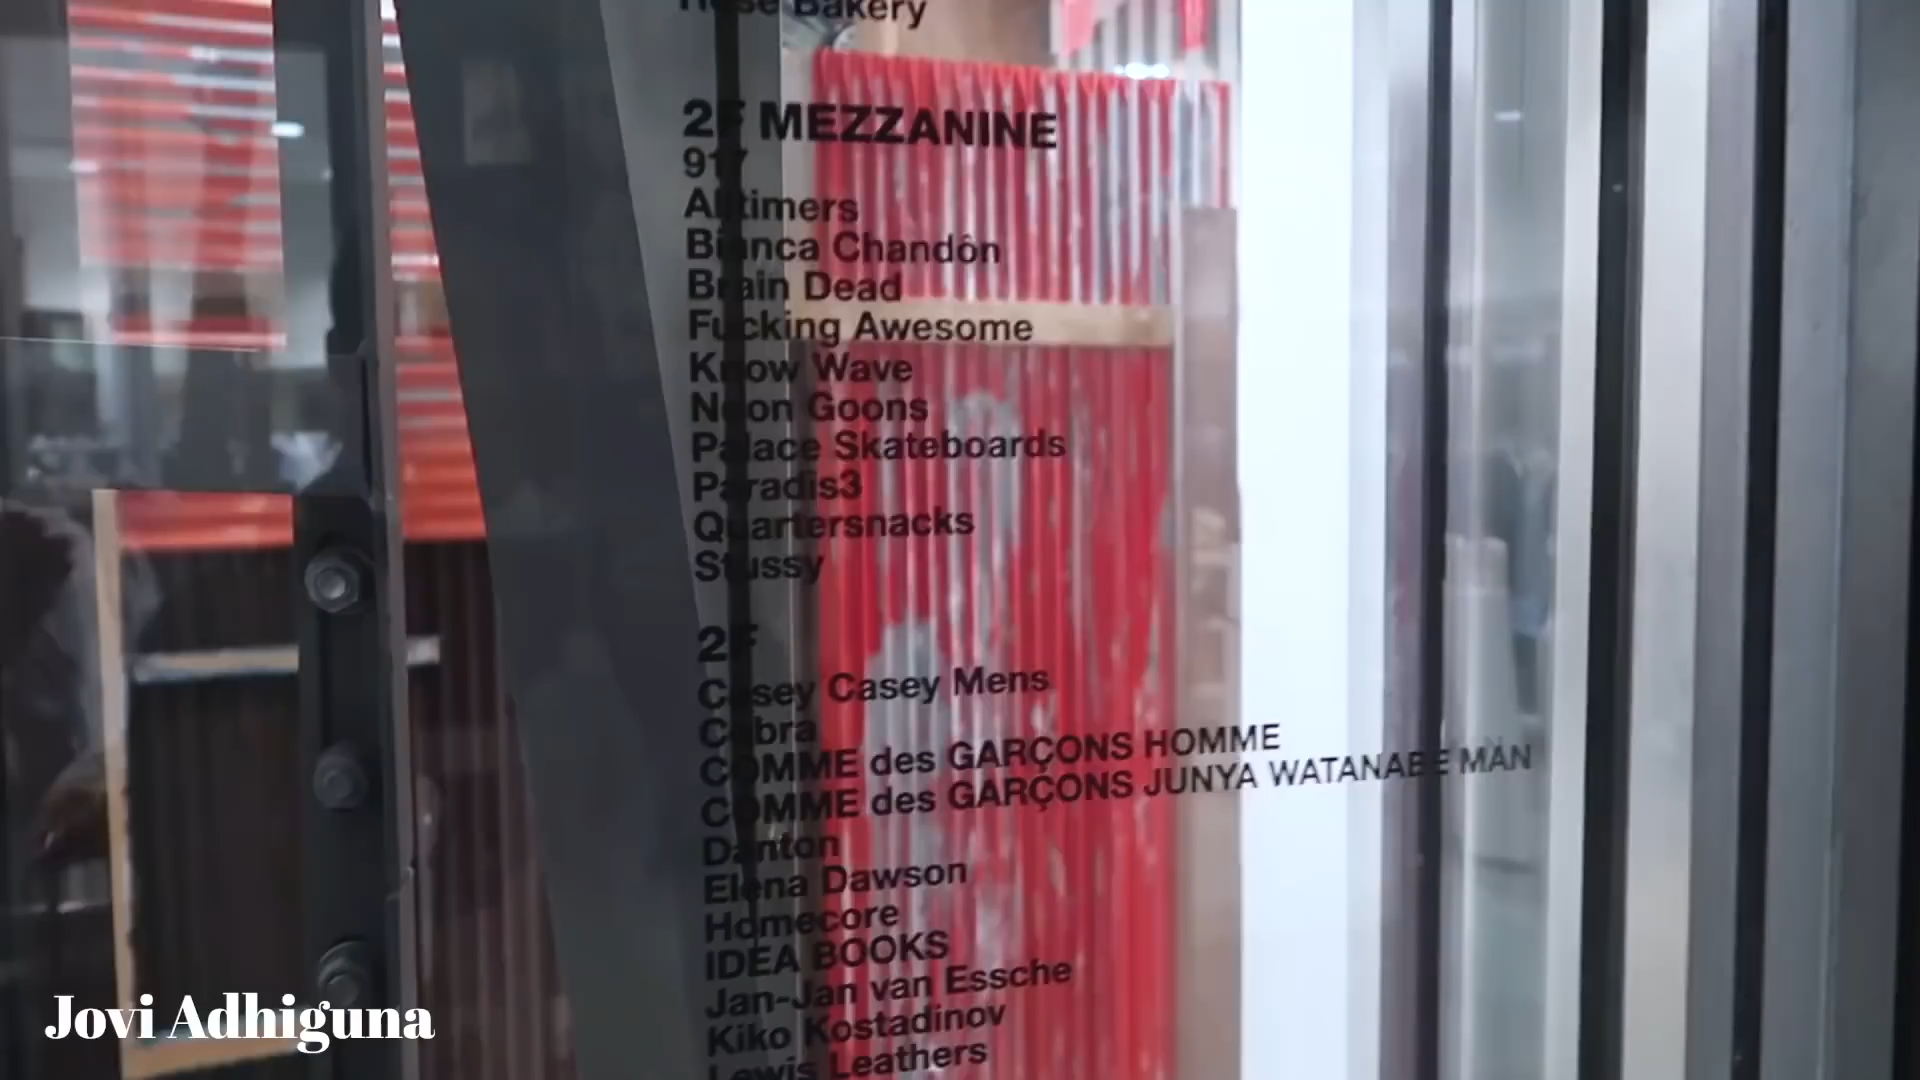 Rose Bakery
2F MEZZANINE
917
Alltimers
Bianca Chandôn
Brain Dead
Fucking Awesome
Know Wave
Noon Goons
Palace Skateboards
Paradis3
Quartersnacks
Stussy
2F
Casey Casey Mens
Cobra
COMME des GARÇONS HOMME
COMME des GARÇONS JUNYA WATANABE MAN
Danton
Elena Dawson
Homecore
IDEA BOOKS
Jan-Jan van Essche
Kiko Kostadinov
Lewis Leathers
Jovi Adhiguna